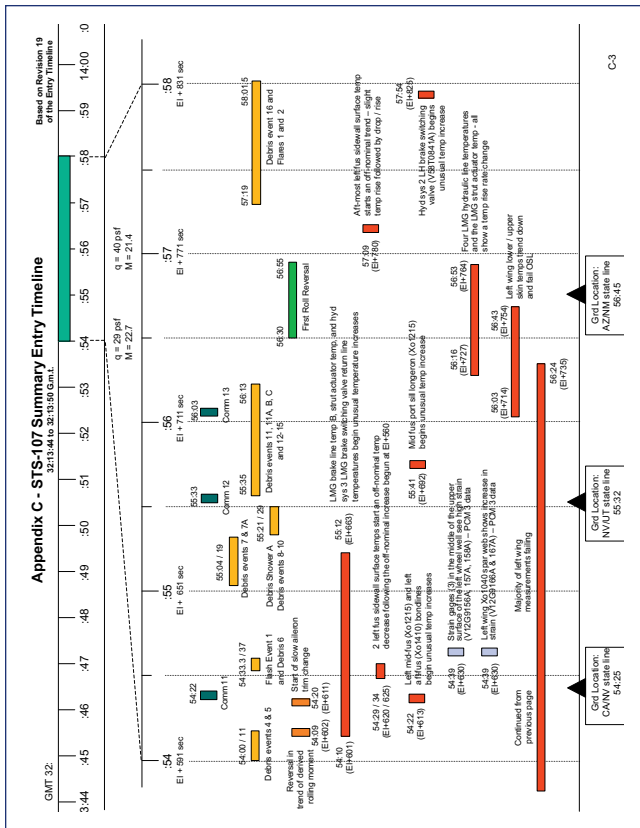 Appendix C - STS-107 Summary Entry Timeline
32:13:44 to 32:13:50 G.m.t.
Based on Revision 19
of the Entry Timeline
GMT 32:
3:44
:45
:46
:47
:48
:49
:50
:51
:52
:53
:54
:55
:56
:57
:58
:59
14:00
:0
q = 29 psf
M = 22.7
q = 40 psf
M = 21.4
:54
EI + 591 sec
:55
EI + 651 sec
:56
EI + 711 sec
:57
EI + 771 sec
:58
EI + 831 sec
54:22
Comm 11
55:33
Comm 12
56:03
Comm 13
54:00 / 11
Debris events 4 & 5
54:33.3 / 37
Flash Event 1
and Debris 6
55:04 / 19
Debris events 7 & 7A
55:21 / 29
Debris Shower A
Debris events 8-10
55:35
56:13
Debris events 11, 11A, B, C
and 12-15
57:19
58:01.5
Debris event 16 and
Flares 1 and 2
Reversal in
trend of derived
rolling moment
54:09
(EI+602)
Start of slow aileron
trim change
54:20
(EI+611)
56:30
56:55
First Roll Reversal
54:10
(EI+601)
55:12
(EI+663)
LMG brake line temp B, strut actuator temp, and hyd
sys 3 LMG brake switching valve return line
temperatures begin unusual temperature increases
54:29 / 34
(EI+620 / 625)
2 left fus sidewall surface temps start an off-nominal temp
decrease following the off-nominal increase begun at EI+560
57:09
(EI+780)
Aft-most left fus sidewall surface temp
starts an off-nominal trend – slight
temp rise followed by drop / rise
54:22
(EI+613)
Left mid-fus (Xo1215) and left
aft fus (Xo1410) bondlines
begin unusual temp increases
55:41
(EI+692)
Mid fus port sill longeron (Xo1215)
begins unusual temp increase
57:54
(EI+825)
Hyd sys 2 LH brake switching
valve (V58T0841A) begins
unusual temp increase
54:39
(EI+630)
Strain gages (3) in the middle of the upper
surface of the left wheel well see high strain
(V12G9156A, 157A, 158A) – PCM 3 data
56:16
(EI+727)
56:53
(EI+764)
Four LMG hydraulic line temperatures
and the LMG strut actuator temp - all
show a temp rise rate change
54:39
(EI+630)
Left wing Xo1040 spar web shows increase in
strain (V12G9166A & 167A) – PCM 3 data
56:03
(EI+714)
56:43
(EI+754)
Left wing lower / upper
skin temps trend down
and fail OSL
Continued from
previous page
Majority of left wing
measurements failing
56:24
(EI+735)
Grd Location:
CA/NV state line
54:25
Grd Location:
NV/UT state line
55:32
Grd Location:
AZ/NM state line
56:45
C-3